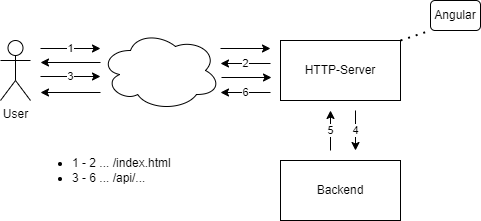 Angular
1
2
HTTP-Server
3
6
User
5 4
• 1 - 2 ... /index.html
• 3 - 6 ... /api/...
Backend